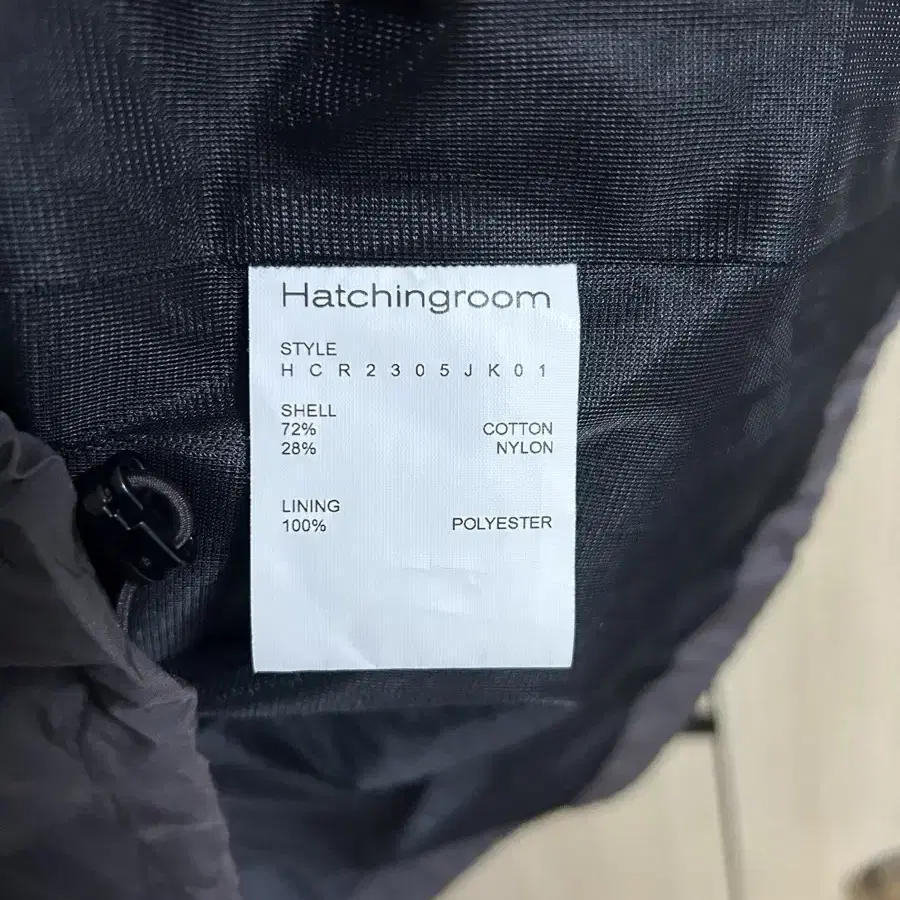 Hatchingroom
STYLE
H C R 2 3 0 5 J K 0 1
SHELL
72% COTTON
28% NYLON
LINING
100% POLYESTER